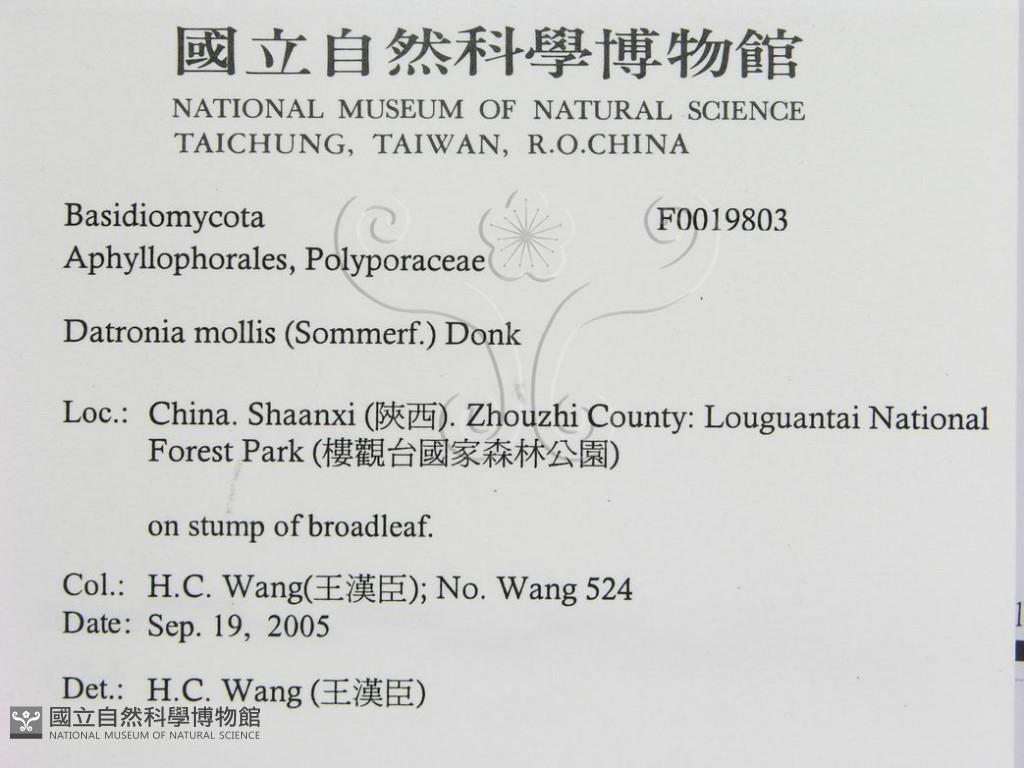 國立自然科學博物館
NATIONAL MUSEUM OF NATURAL SCIENCE
TAICHUNG, TAIWAN, R.O.CHINA
Basidiomycota F0019803
Aphyllophorales, Polyporaceae
Datronia mollis (Sommerf.) Donk
Loc.: China. Shaanxi (陝西). Zhouzhi County: Louguantai National
Forest Park (樓觀台國家森林公園)
on stump of broadleaf.
Col.: H.C. Wang(王漢臣); No. Wang 524
Date: Sep. 19, 2005
Det.: H.C. Wang (王漢臣)
國立自然科學博物館
NATIONAL MUSEUM OF NATURAL SCIENCE